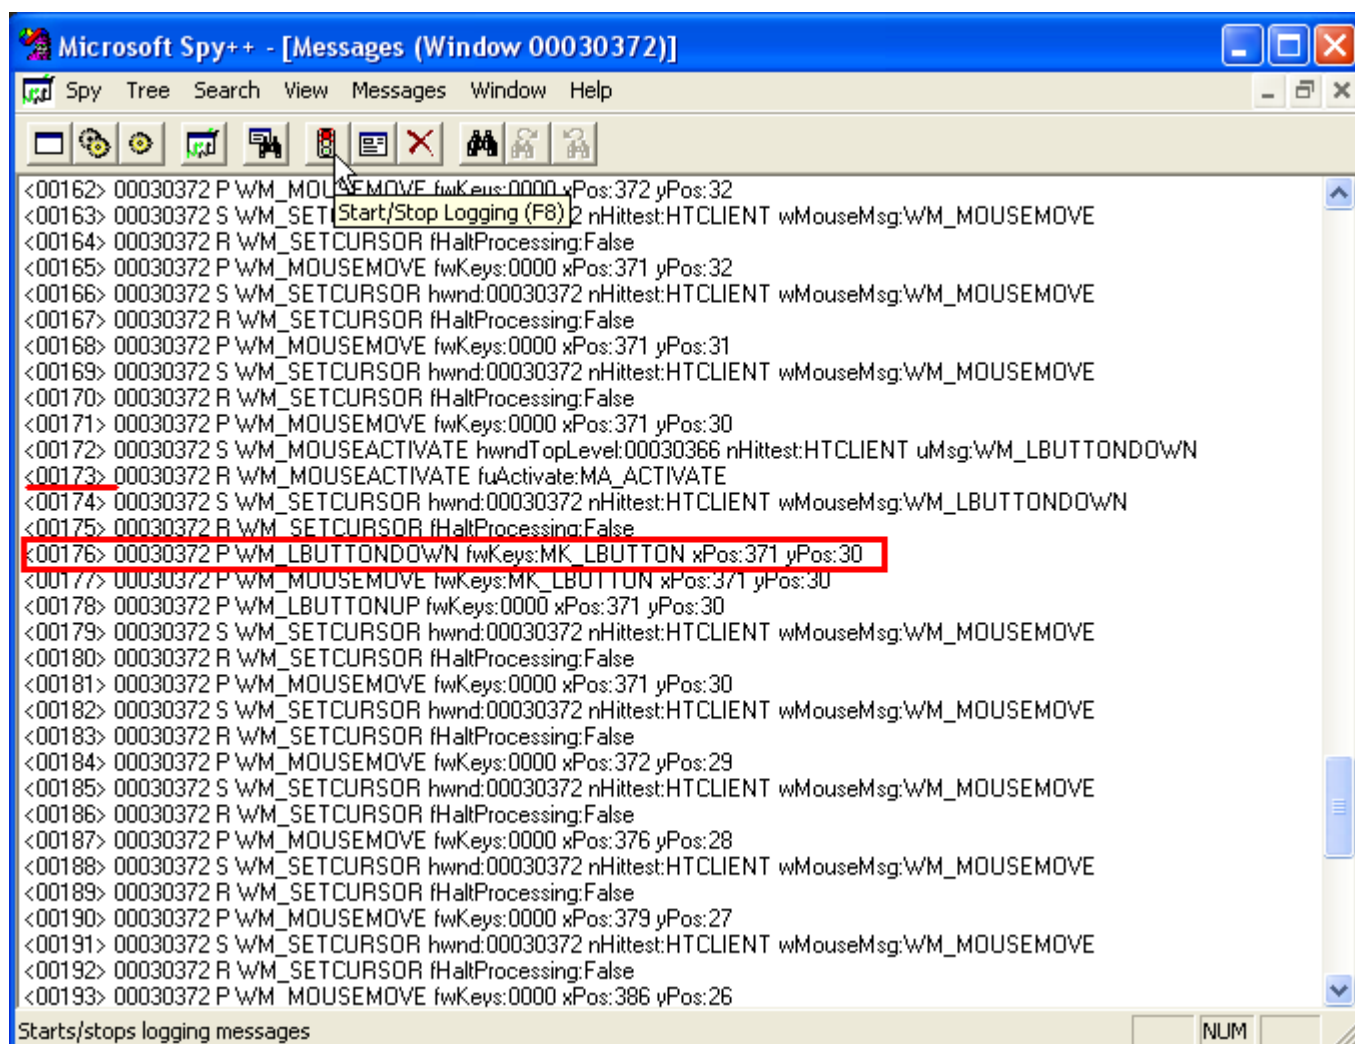 Microsoft Spy++ - [Messages (Window 00030372)]
Spy Tree Search View Messages Window Help
<00162> 00030372 P WM_MOUSEMOVE fwKeys:0000 xPos:372 yPos:32
Start/Stop Logging (F8)
<00163> 00030372 S WM_SET 2 nHittest:HTCLIENT wMouseMsg:WM_MOUSEMOVE
<00164> 00030372 R WM_SETCURSOR fHaltProcessing:False
<00165> 00030372 P WM_MOUSEMOVE fwKeys:0000 xPos:371 yPos:32
<00166> 00030372 S WM_SETCURSOR hwnd:00030372 nHittest:HTCLIENT wMouseMsg:WM_MOUSEMOVE
<00167> 00030372 R WM_SETCURSOR fHaltProcessing:False
<00168> 00030372 P WM_MOUSEMOVE fwKeys:0000 xPos:371 yPos:31
<00169> 00030372 S WM_SETCURSOR hwnd:00030372 nHittest:HTCLIENT wMouseMsg:WM_MOUSEMOVE
<00170> 00030372 R WM_SETCURSOR fHaltProcessing:False
<00171> 00030372 P WM_MOUSEMOVE fwKeys:0000 xPos:371 yPos:30
<00172> 00030372 S WM_MOUSEACTIVATE hwndTopLevel:00030366 nHittest:HTCLIENT uMsg:WM_LBUTTONDOWN
<00173> 00030372 R WM_MOUSEACTIVATE fuActivate:MA_ACTIVATE
<00174> 00030372 S WM_SETCURSOR hwnd:00030372 nHittest:HTCLIENT wMouseMsg:WM_LBUTTONDOWN
<00175> 00030372 R WM_SETCURSOR fHaltProcessing:False
<00176> 00030372 P WM_LBUTTONDOWN fwKeys:MK_LBUTTON xPos:371 yPos:30
<00177> 00030372 P WM_MOUSEMOVE fwKeys:MK_LBUTTON xPos:371 yPos:30
<00178> 00030372 P WM_LBUTTONUP fwKeys:0000 xPos:371 yPos:30
<00179> 00030372 S WM_SETCURSOR hwnd:00030372 nHittest:HTCLIENT wMouseMsg:WM_MOUSEMOVE
<00180> 00030372 R WM_SETCURSOR fHaltProcessing:False
<00181> 00030372 P WM_MOUSEMOVE fwKeys:0000 xPos:371 yPos:30
<00182> 00030372 S WM_SETCURSOR hwnd:00030372 nHittest:HTCLIENT wMouseMsg:WM_MOUSEMOVE
<00183> 00030372 R WM_SETCURSOR fHaltProcessing:False
<00184> 00030372 P WM_MOUSEMOVE fwKeys:0000 xPos:372 yPos:29
<00185> 00030372 S WM_SETCURSOR hwnd:00030372 nHittest:HTCLIENT wMouseMsg:WM_MOUSEMOVE
<00186> 00030372 R WM_SETCURSOR fHaltProcessing:False
<00187> 00030372 P WM_MOUSEMOVE fwKeys:0000 xPos:376 yPos:28
<00188> 00030372 S WM_SETCURSOR hwnd:00030372 nHittest:HTCLIENT wMouseMsg:WM_MOUSEMOVE
<00189> 00030372 R WM_SETCURSOR fHaltProcessing:False
<00190> 00030372 P WM_MOUSEMOVE fwKeys:0000 xPos:379 yPos:27
<00191> 00030372 S WM_SETCURSOR hwnd:00030372 nHittest:HTCLIENT wMouseMsg:WM_MOUSEMOVE
<00192> 00030372 R WM_SETCURSOR fHaltProcessing:False
<00193> 00030372 P WM_MOUSEMOVE fwKeys:0000 xPos:386 yPos:26
Starts/stops logging messages NUM